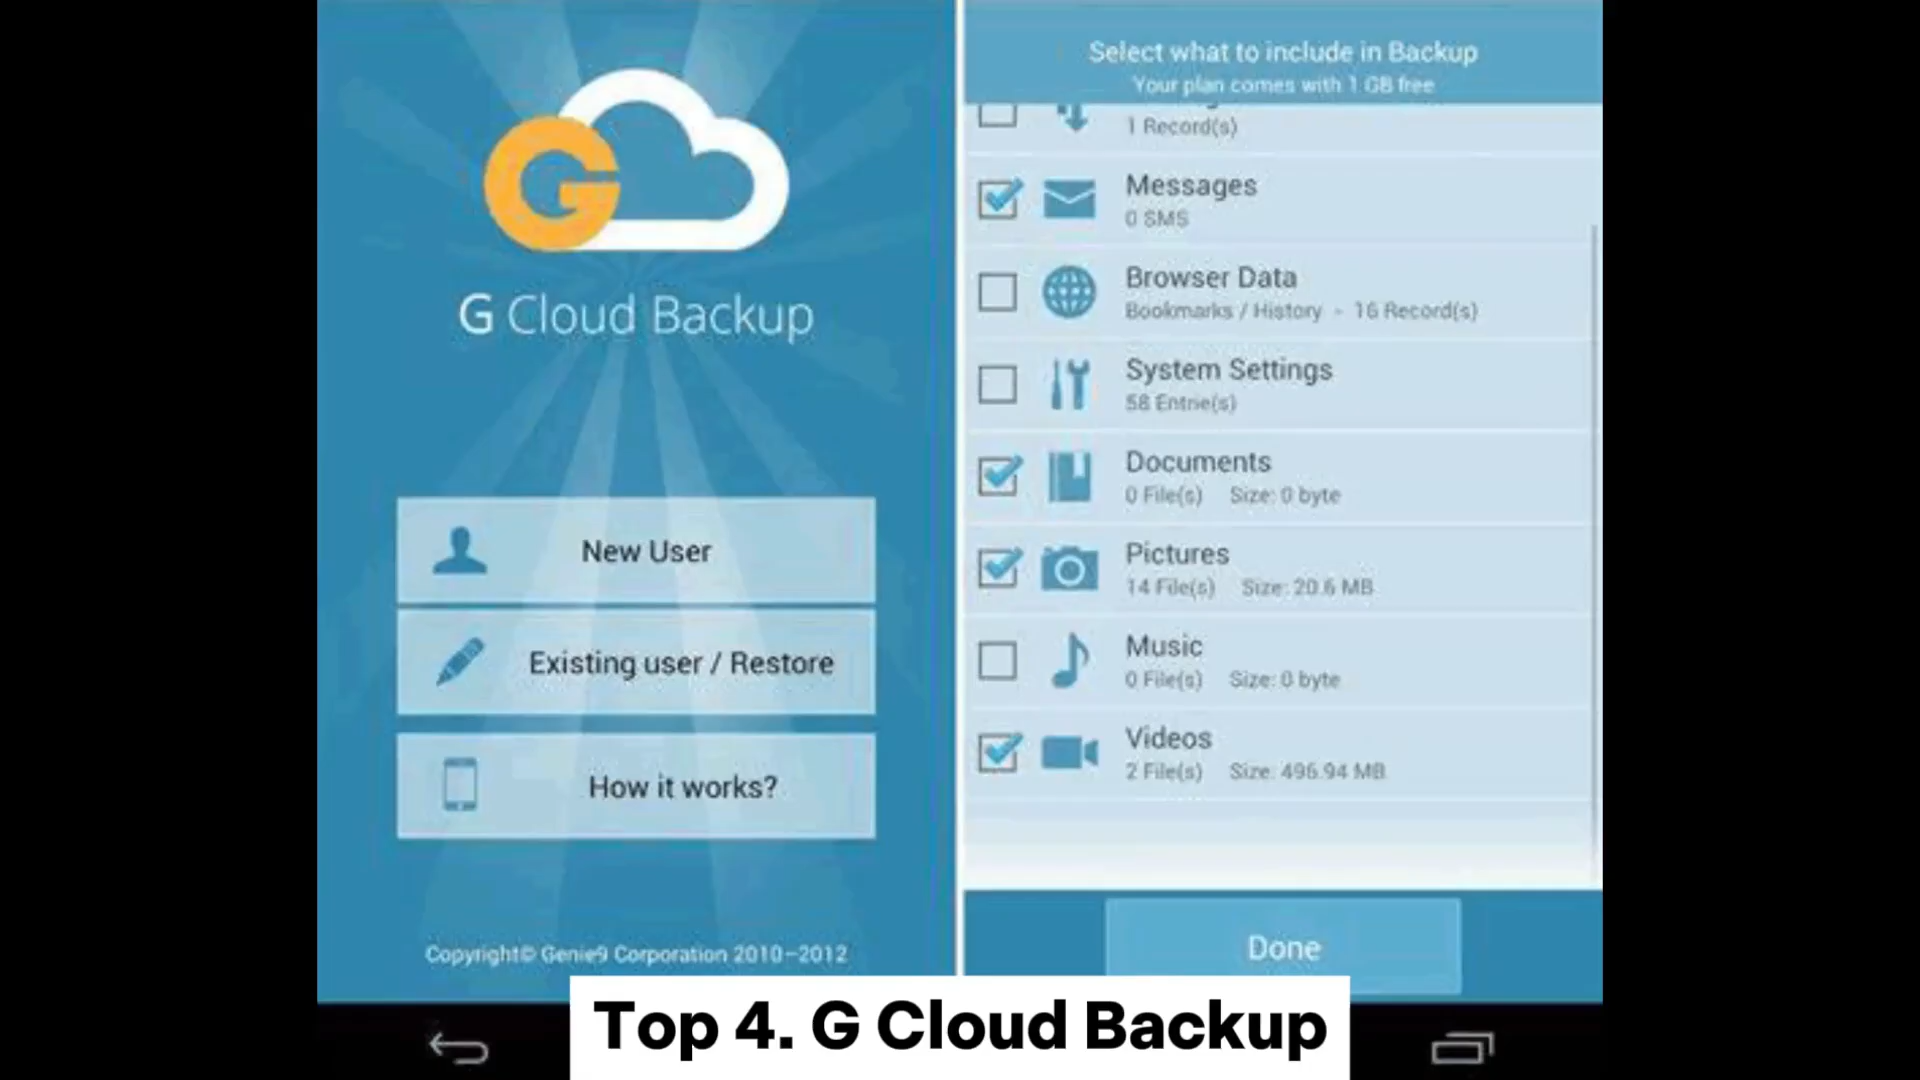 G Cloud Backup
New User
Existing user / Restore
How it works?
Copyright© Genie9 Corporation 2010-2012
Select what to include in Backup
Your plan comes with 1 GB free
1 Record(s)
Messages
0 SMS
Browser Data
Bookmarks / History - 16 Record(s)
System Settings
58 Entrie(s)
Documents
0 File(s) Size: 0 byte
Pictures
14 File(s) Size: 20.6 MB
Music
0 File(s) Size: 0 byte
Videos
2 File(s) Size: 496.94 MB
Done
Top 4. G Cloud Backup